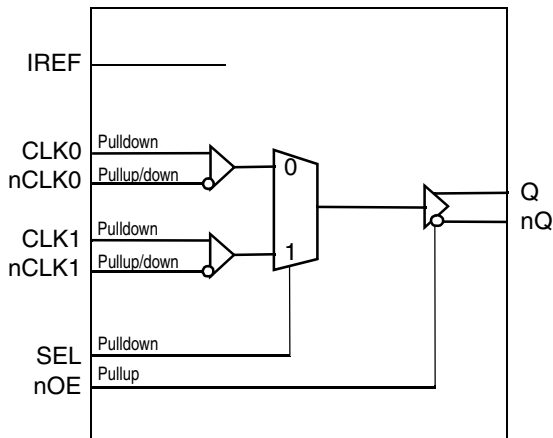 IREF
CLK0 Pulldown
nCLK0 Pullup/down
0
CLK1 Pulldown
nCLK1 Pullup/down
1
Q
nQ
SEL Pulldown
nOE Pullup